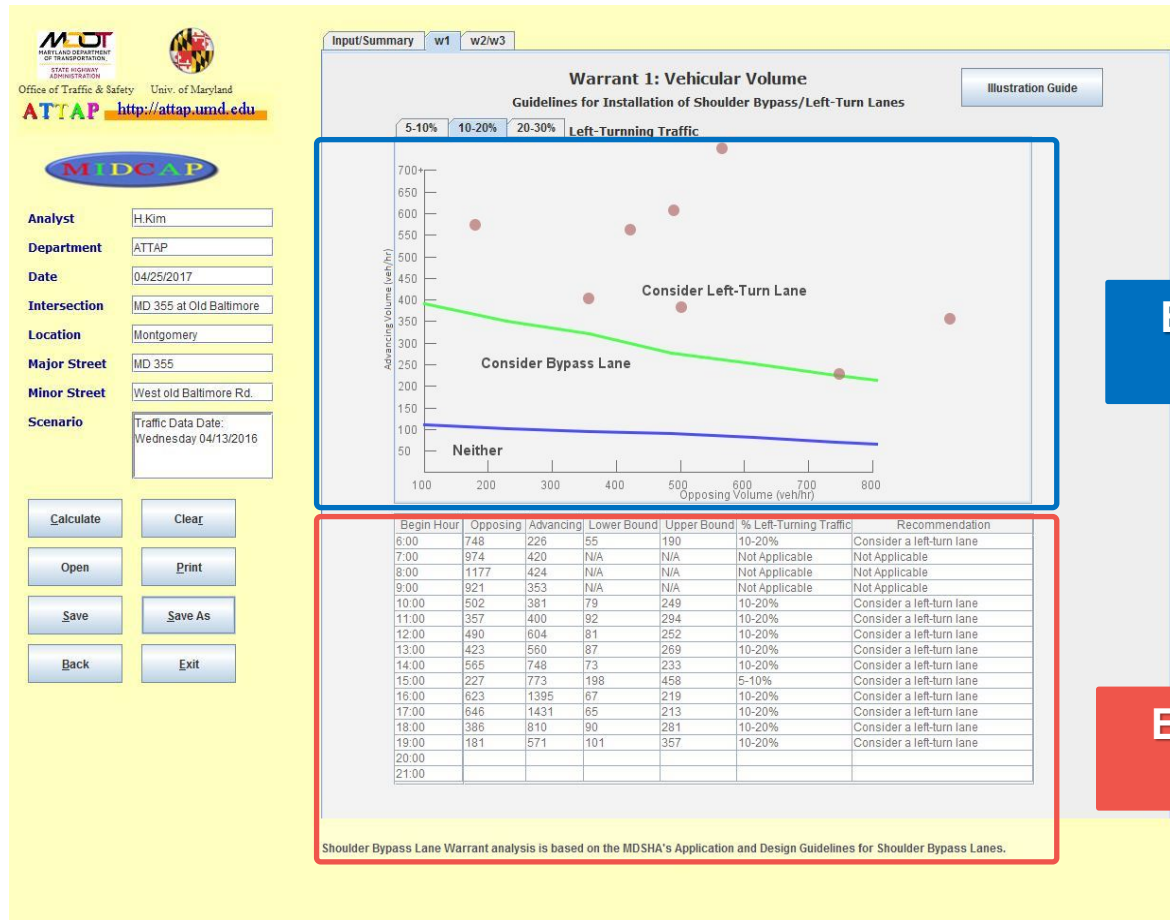 MDOT
MARYLAND DEPARTMENT
OF TRANSPORTATION.
STATE HIGHWAY
ADMINISTRATION
Office of Traffic & Safety Univ. of Maryland
ATTAP http://attap.umd.edu
MIDCAP
Analyst H.Kim
Department ATTAP
Date 04/25/2017
Intersection MD 355 at Old Baltimore
Location Montgomery
Major Street MD 355
Minor Street West old Baltimore Rd.
Scenario Traffic Data Date:
Wednesday 04/13/2016
Calculate Clear
Open Print
Save Save As
Back Exit
Input/Summary w1 w2/w3
Warrant 1: Vehicular Volume
Illustration Guide
Guidelines for Installation of Shoulder Bypass/Left-Turn Lanes
5-10% 10-20% 20-30% Left-Turnning Traffic
700+
650
600
550
500
450
400
350
300
250
200
150
100
50
Advancing Volume (veh/hr)
Consider Left-Turn Lane
Consider Bypass Lane
Neither
100 200 300 400 500 600 700 800
Opposing Volume (veh/hr)
Begin Hour Opposing Advancing Lower Bound Upper Bound % Left-Turning Traffic Recommendation
6:00 748 226 55 190 10-20% Consider a left-turn lane
7:00 974 420 N/A N/A Not Applicable Not Applicable
8:00 1177 424 N/A N/A Not Applicable Not Applicable
9:00 921 353 N/A N/A Not Applicable Not Applicable
10:00 502 381 79 249 10-20% Consider a left-turn lane
11:00 357 400 92 294 10-20% Consider a left-turn lane
12:00 490 604 81 252 10-20% Consider a left-turn lane
13:00 423 560 87 269 10-20% Consider a left-turn lane
14:00 565 748 73 233 10-20% Consider a left-turn lane
15:00 227 773 198 458 5-10% Consider a left-turn lane
16:00 623 1395 67 219 10-20% Consider a left-turn lane
17:00 646 1431 65 213 10-20% Consider a left-turn lane
18:00 386 810 90 281 10-20% Consider a left-turn lane
19:00 181 571 101 357 10-20% Consider a left-turn lane
20:00
21:00
Shoulder Bypass Lane Warrant analysis is based on the MDSHA's Application and Design Guidelines for Shoulder Bypass Lanes.